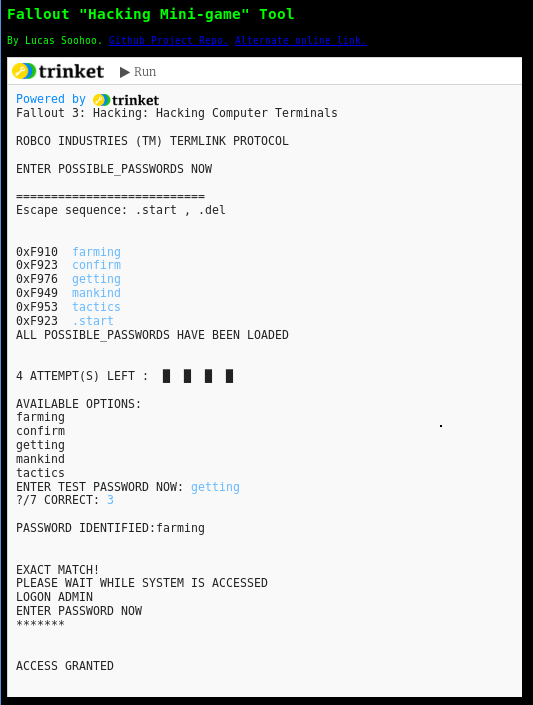 Fallout "Hacking Mini-game" Tool
By Lucas Soohoo. Github Project Repo. Alternate online link.
trinket Run
Powered by trinket
Fallout 3: Hacking: Hacking Computer Terminals
ROBCO INDUSTRIES (TM) TERMLINK PROTOCOL
ENTER POSSIBLE_PASSWORDS NOW
===========================
Escape sequence: .start , .del
0xF910 farming
0xF923 confirm
0xF976 getting
0xF949 mankind
0xF953 tactics
0xF923 .start
ALL POSSIBLE_PASSWORDS HAVE BEEN LOADED
4 ATTEMPT(S) LEFT : █ █ █ █
AVAILABLE OPTIONS:
farming
confirm
getting
mankind
tactics
ENTER TEST PASSWORD NOW: getting
?/7 CORRECT: 3
PASSWORD IDENTIFIED:farming
EXACT MATCH!
PLEASE WAIT WHILE SYSTEM IS ACCESSED
LOGON ADMIN
ENTER PASSWORD NOW
*******
ACCESS GRANTED